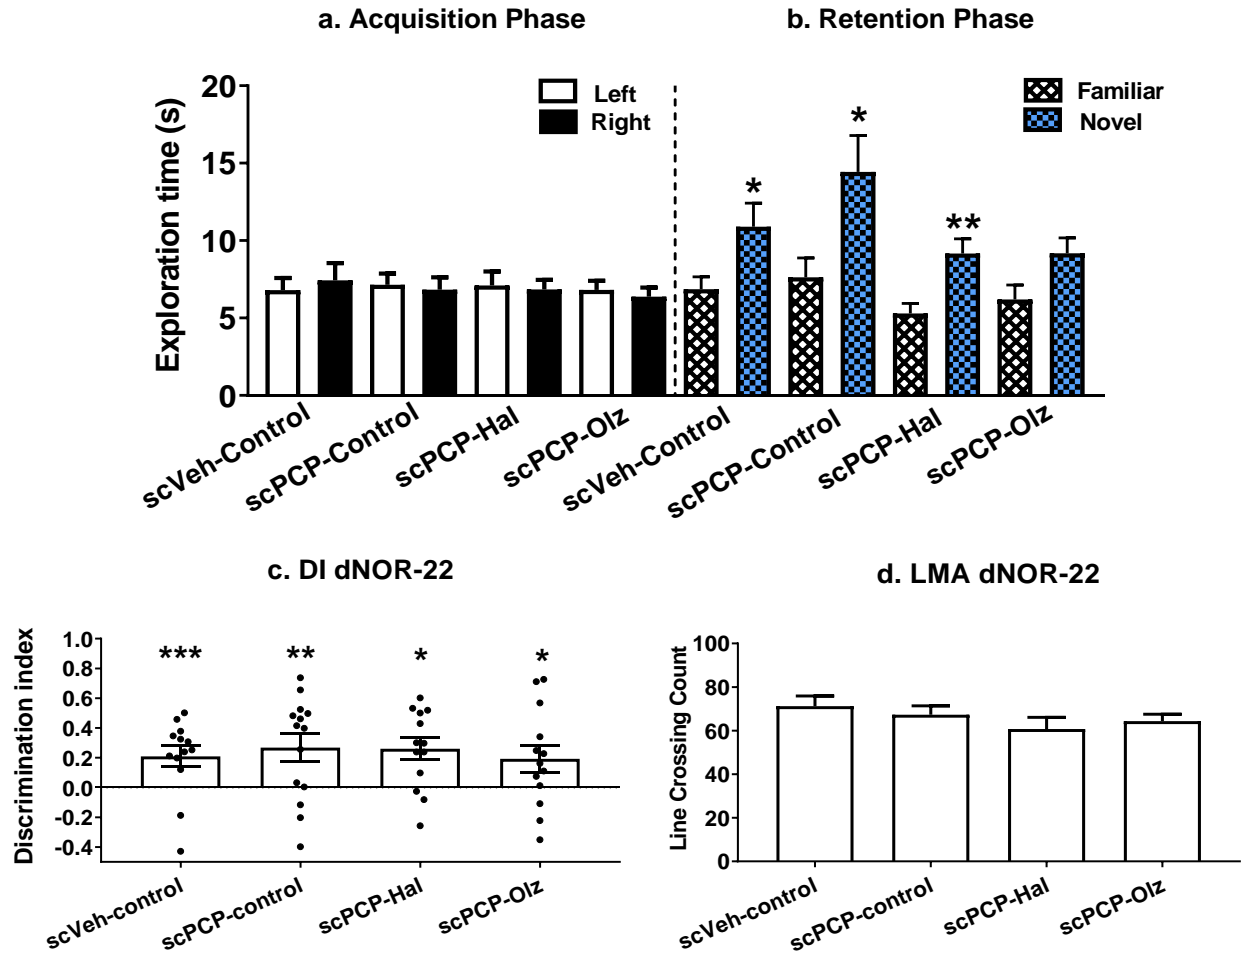 a. Acquisition Phase
b. Retention Phase
Exploration time (s)
20
15
10
5
0
Left
Right
Familiar
Novel
*
*
**
scVeh-Control
scPCP-Control
scPCP-Hal
scPCP-Olz
scVeh-Control
scPCP-Control
scPCP-Hal
scPCP-Olz
c. DI dNOR-22
Discrimination index
1.0
0.8
0.6
0.4
0.2
0.0
-0.2
-0.4
***
**
*
*
scVeh-control
scPCP-control
scPCP-Hal
scPCP-Olz
d. LMA dNOR-22
Line Crossing Count
100
80
60
40
20
0
scVeh-control
scPCP-control
scPCP-Hal
scPCP-Olz